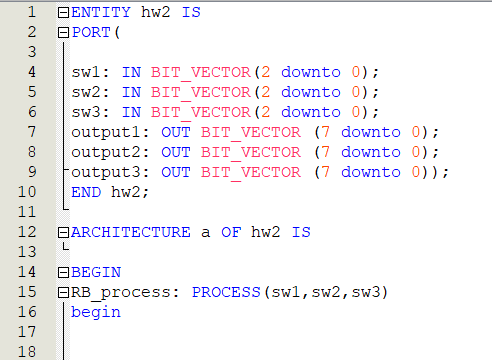 1 ENTITY hw2 IS
2 PORT(
3
4 sw1: IN BIT_VECTOR(2 downto 0);
5 sw2: IN BIT_VECTOR(2 downto 0);
6 sw3: IN BIT_VECTOR(2 downto 0);
7 output1: OUT BIT_VECTOR (7 downto 0);
8 output2: OUT BIT_VECTOR (7 downto 0);
9 output3: OUT BIT_VECTOR (7 downto 0));
10 END hw2;
11
12 ARCHITECTURE a OF hw2 IS
13
14 BEGIN
15 RB_process: PROCESS(sw1,sw2,sw3)
16 begin
17
18